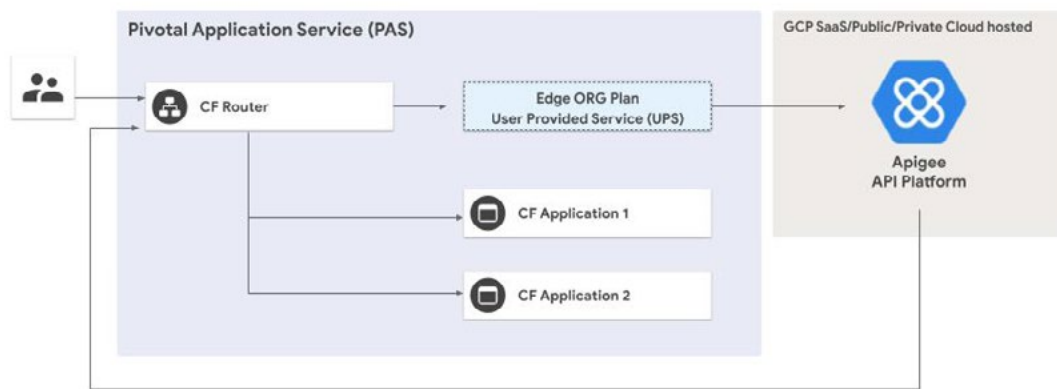 Pivotal Application Service (PAS)
GCP SaaS/Public/Private Cloud hosted
CF Router
Edge ORG Plan
User Provided Service (UPS)
Apigee
API Platform
CF Application 1
CF Application 2